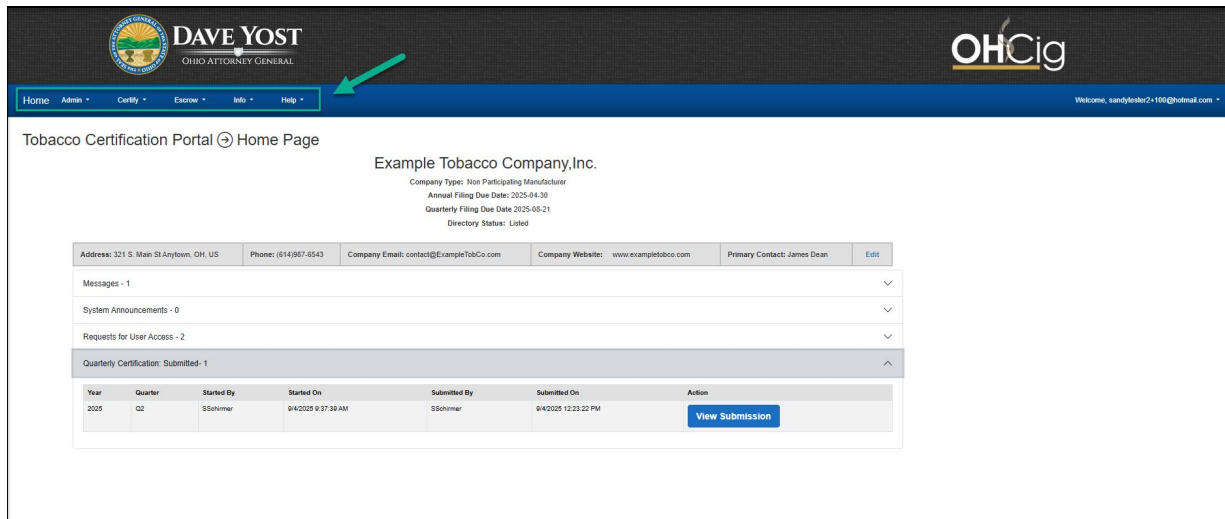 DAVE YOST
OHIO ATTORNEY GENERAL
OHCig
Home Admin Certify Escrow Info Help Welcome, sandytester2+100@hotmail.com
Tobacco Certification Portal Home Page
Example Tobacco Company,Inc.
Company Type: Non Participating Manufacturer
Annual Filing Due Date: 2025-04-30
Quarterly Filing Due Date 2025-08-21
Directory Status: Listed
Address: 321 S. Main St Anytown, OH, US Phone: (614)987-6543 Company Email: contact@ExampleTobCo.com Company Website: www.exampletobco.com Primary Contact: James Dean Edit
Messages - 1
System Announcements - 0
Requests for User Access - 2
Quarterly Certification: Submitted- 1
Year Quarter Started By Started On Submitted By Submitted On Action
2025 Q2 SSchirmer 9/4/2025 9:37:39 AM SSchirmer 9/4/2025 12:23:22 PM View Submission